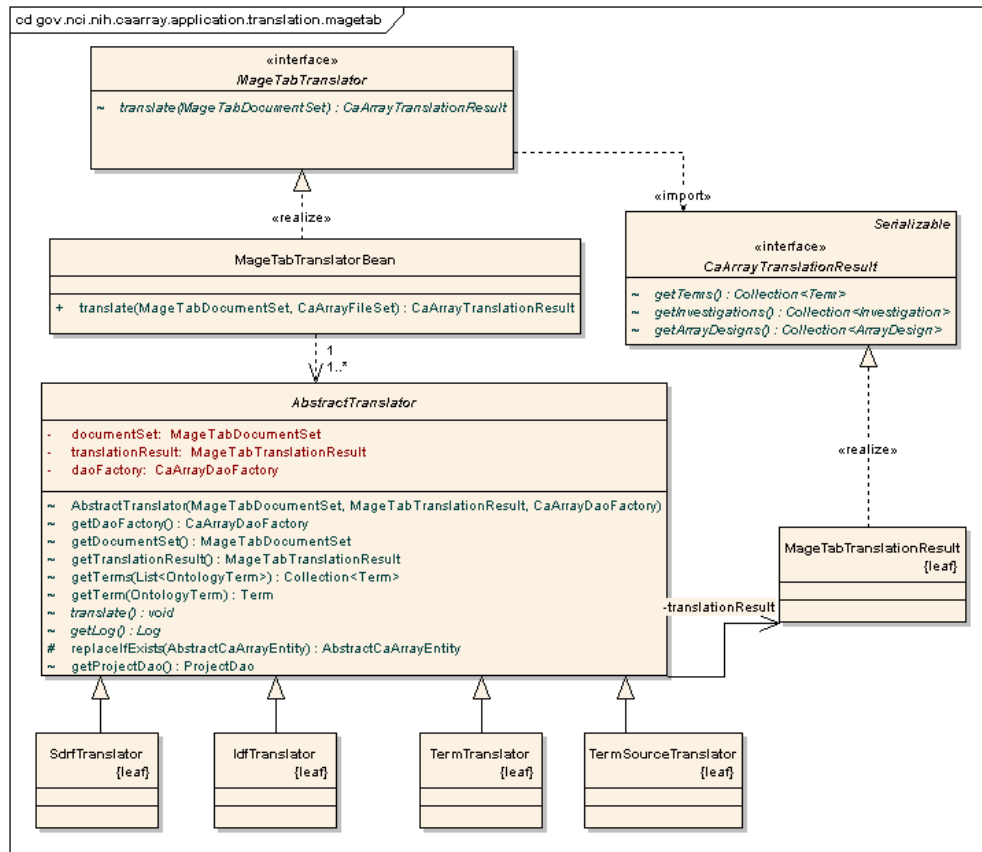 cd gov.nci.nih.caarray.application.translation.magetab
«interface»
MageTabTranslator
~ translate(MageTabDocumentSet) : CaArrayTranslationResult
«realize»
«import»
MageTabTranslatorBean
+ translate(MageTabDocumentSet, CaArrayFileSet) : CaArrayTranslationResult
Serializable
«interface»
CaArrayTranslationResult
~ getTerms() : Collection<Term>
~ getInvestigations() : Collection<Investigation>
~ getArrayDesigns() : Collection<ArrayDesign>
1
1..*
AbstractTranslator
- documentSet: MageTabDocumentSet
- translationResult: MageTabTranslationResult
- daoFactory: CaArrayDaoFactory
~ AbstractTranslator(MageTabDocumentSet, MageTabTranslationResult, CaArrayDaoFactory)
~ getDaoFactory() : CaArrayDaoFactory
~ getDocumentSet() : MageTabDocumentSet
~ getTranslationResult() : MageTabTranslationResult
~ getTerms(List<OntologyTerm>) : Collection<Term>
~ getTerm(OntologyTerm) : Term
~ translate() : void
~ getLog() : Log
# replaceIfExists(AbstractCaArrayEntity) : AbstractCaArrayEntity
~ getProjectDao() : ProjectDao
«realize»
MageTabTranslationResult
{leaf}
-translationResult
SdrfTranslator
{leaf}
IdfTranslator
{leaf}
TermTranslator
{leaf}
TermSourceTranslator
{leaf}